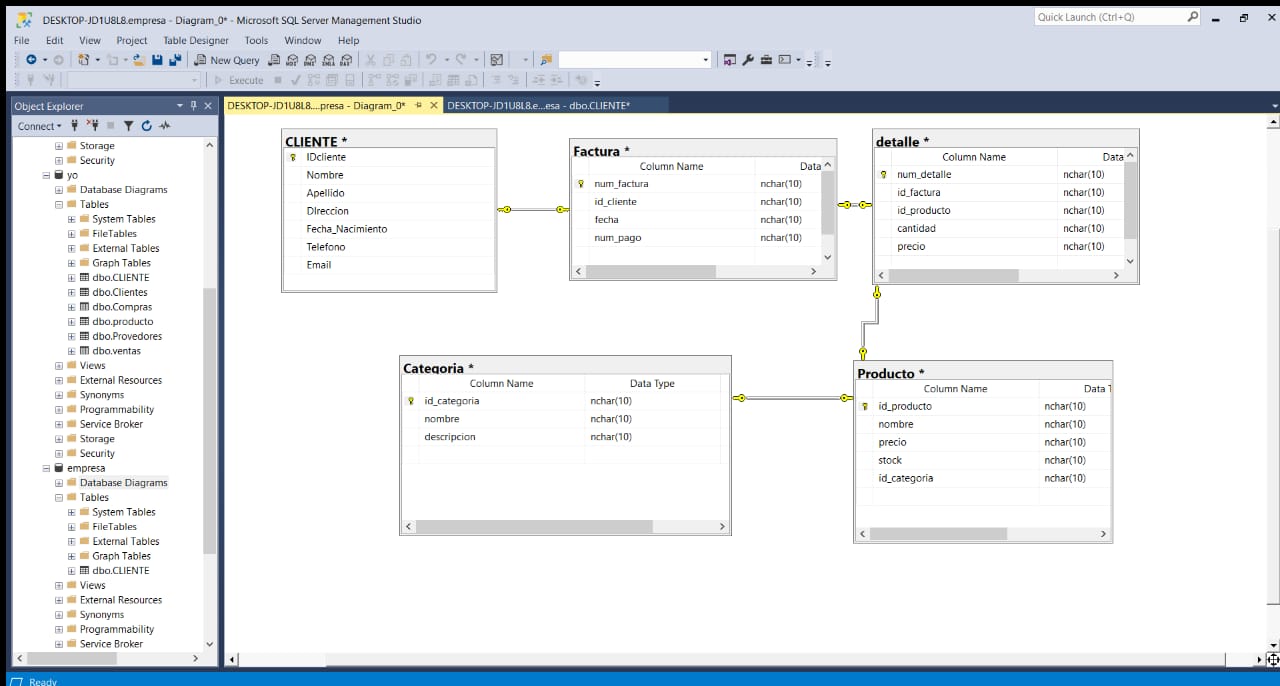 DESKTOP-JD1U8L8.empresa - Diagram_0* - Microsoft SQL Server Management Studio
Quick Launch (Ctrl+Q)
File Edit View Project Table Designer Tools Window Help
New Query
Execute
Object Explorer
Connect
Storage
Security
yo
Database Diagrams
Tables
System Tables
FileTables
External Tables
Graph Tables
dbo.CLIENTE
dbo.Clientes
dbo.Compras
dbo.producto
dbo.Provedores
dbo.ventas
Views
External Resources
Synonyms
Programmability
Service Broker
Storage
Security
empresa
Database Diagrams
Tables
System Tables
FileTables
External Tables
Graph Tables
dbo.CLIENTE
Views
External Resources
Synonyms
Programmability
Service Broker
DESKTOP-JD1U8L8....presa - Diagram_0*
DESKTOP-JD1U8L8.e...esa - dbo.CLIENTE*
CLIENTE *
IDcliente
Nombre
Apellido
DIreccion
Fecha_Nacimiento
Telefono
Email
Factura *
Column Name Data
num_factura nchar(10)
id_cliente nchar(10)
fecha nchar(10)
num_pago nchar(10)
detalle *
Column Name Data
num_detalle nchar(10)
id_factura nchar(10)
id_producto nchar(10)
cantidad nchar(10)
precio nchar(10)
Categoria *
Column Name Data Type
id_categoria nchar(10)
nombre nchar(10)
descripcion nchar(10)
Producto *
Column Name Data T
id_producto nchar(10)
nombre nchar(10)
precio nchar(10)
stock nchar(10)
id_categoria nchar(10)
Ready